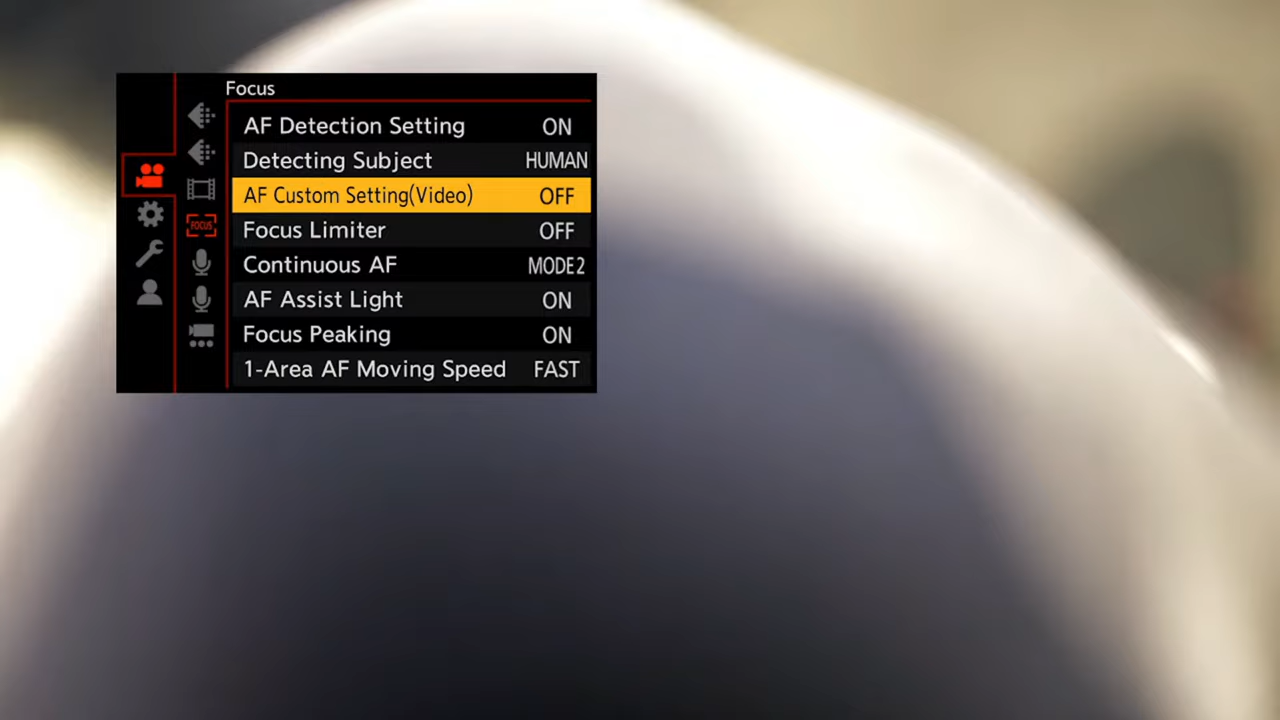 Focus
AF Detection Setting ON
Detecting Subject HUMAN
AF Custom Setting(Video) OFF
FOCUS
Focus Limiter OFF
Continuous AF MODE2
AF Assist Light ON
Focus Peaking ON
1-Area AF Moving Speed FAST